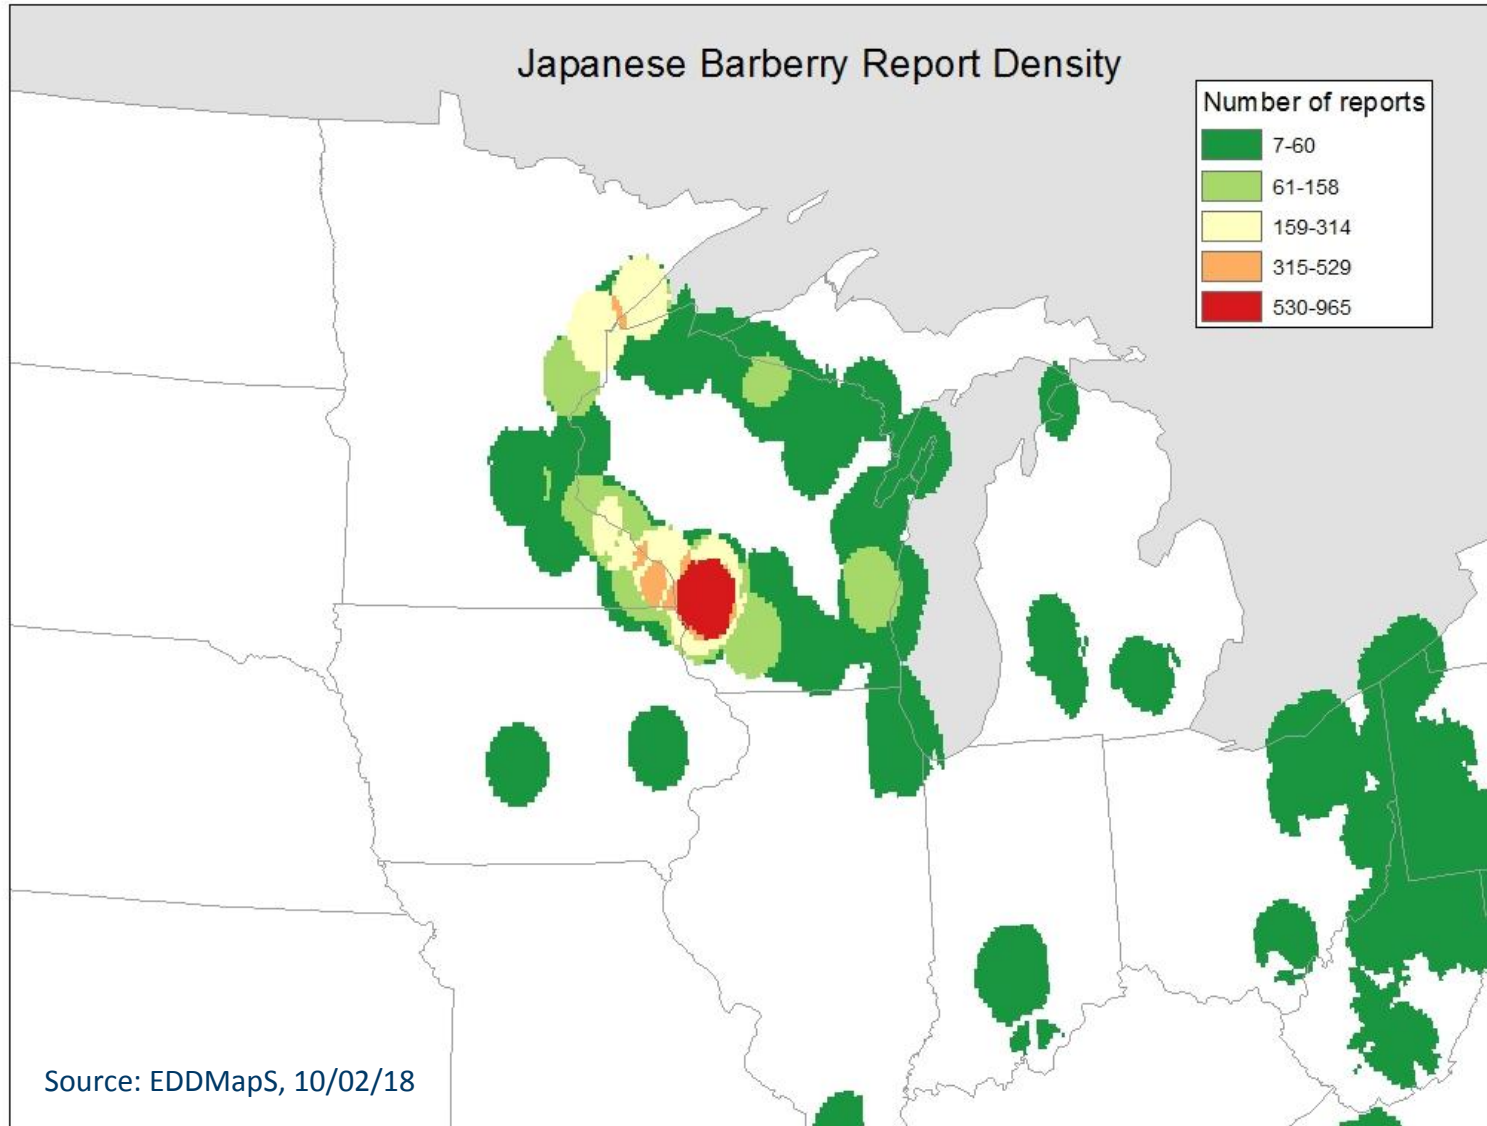 Japanese Barberry Report Density
Number of reports
7-60
61-158
159-314
315-529
530-965
Source: EDDMapS, 10/02/18